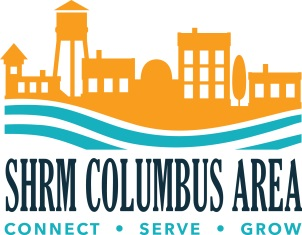 SHRM COLUMBUS AREA
CONNECT • SERVE • GROW